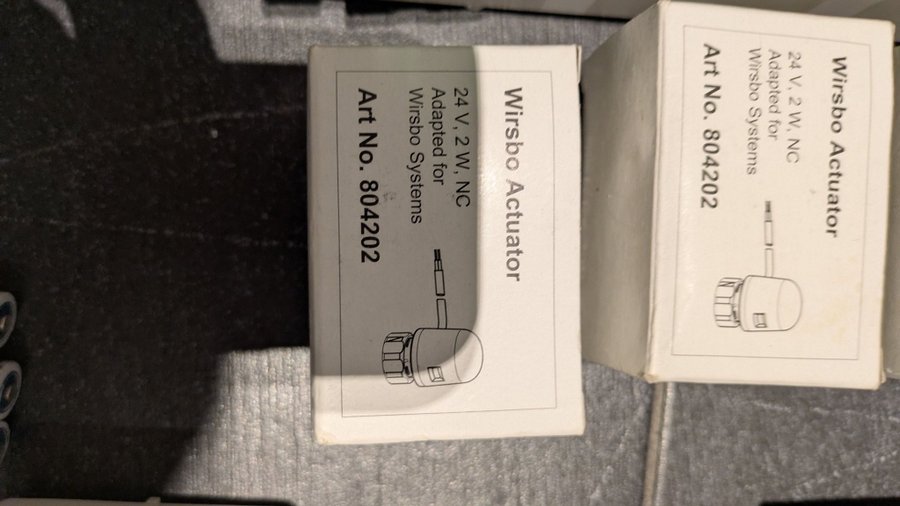 Wirsbo Actuator
24 V, 2 W, NC
Adapted for
Wirsbo Systems
Art No. 804202
Wirsbo Actuator
24 V, 2 W, NC
Adapted for
Wirsbo Systems
Art No. 804202